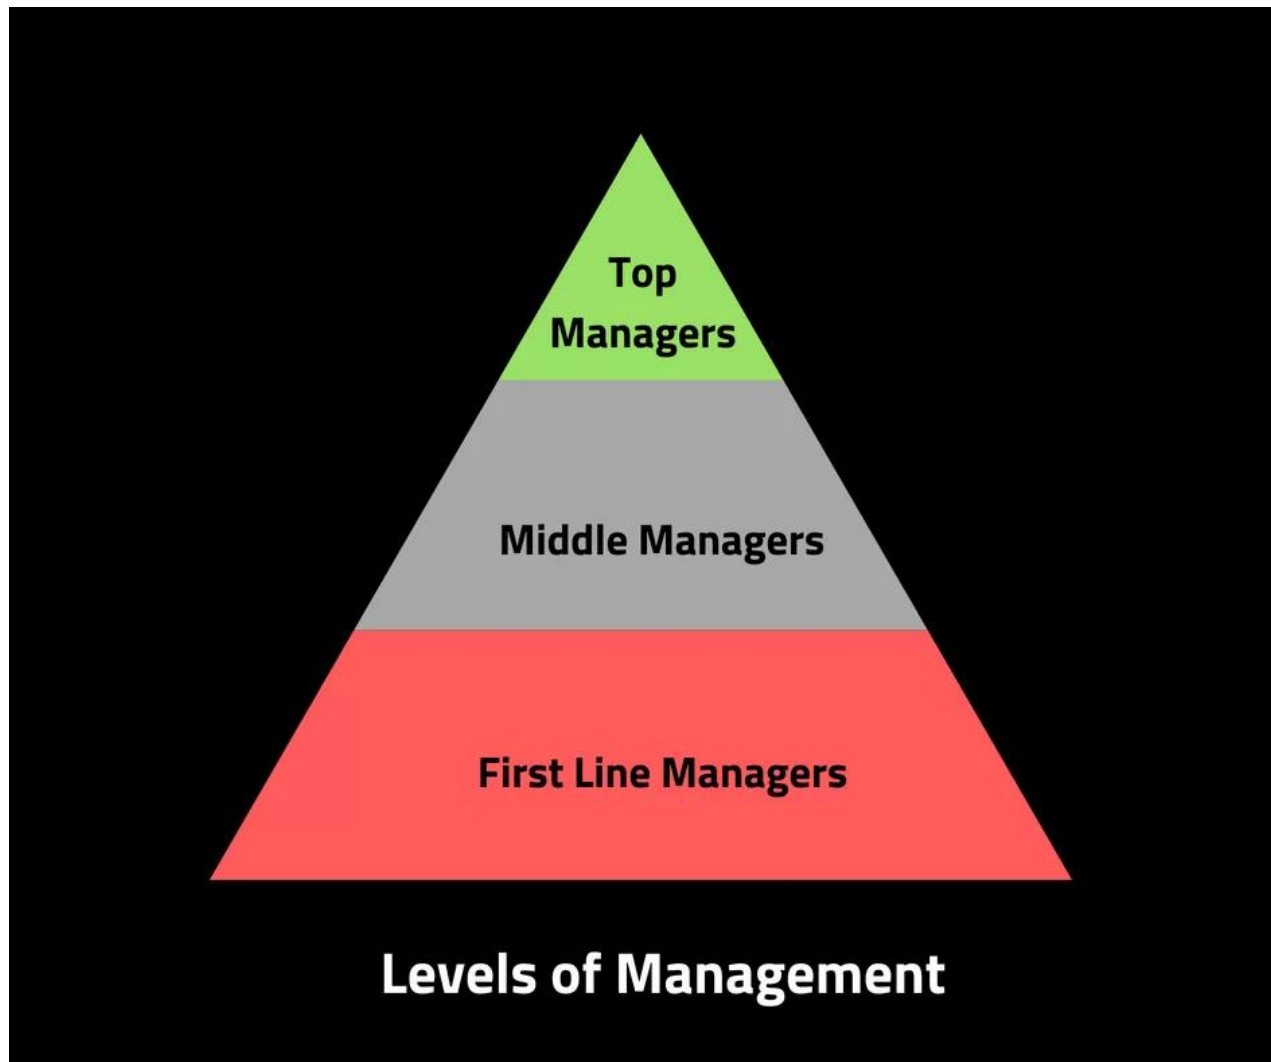 Top
Managers
Middle Managers
First Line Managers
Levels of Management